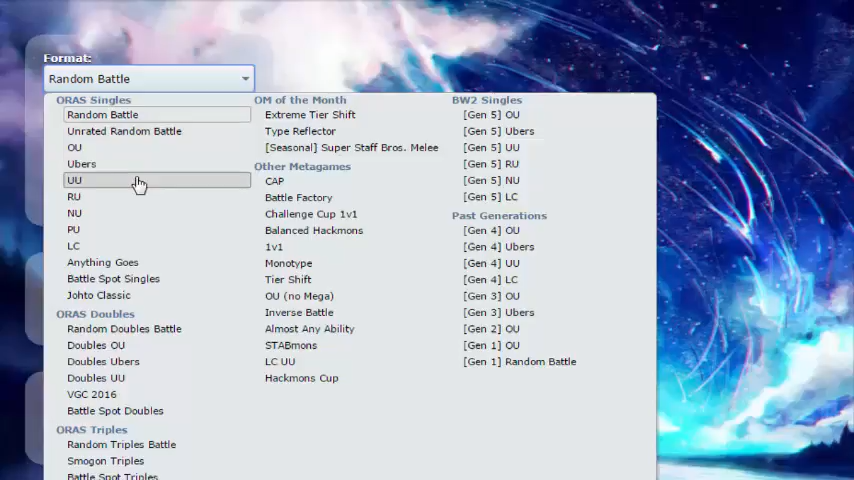 Format:
Random Battle
ORAS Singles
Random Battle
Unrated Random Battle
OU
Ubers
UU
RU
NU
PU
LC
Anything Goes
Battle Spot Singles
Johto Classic
ORAS Doubles
Random Doubles Battle
Doubles OU
Doubles Ubers
Doubles UU
VGC 2016
Battle Spot Doubles
ORAS Triples
Random Triples Battle
Smogon Triples
Battle Spot Triples
OM of the Month
Extreme Tier Shift
Type Reflector
[Seasonal] Super Staff Bros. Melee
Other Metagames
CAP
Battle Factory
Challenge Cup 1v1
Balanced Hackmons
1v1
Monotype
Tier Shift
OU (no Mega)
Inverse Battle
Almost Any Ability
STABmons
LC UU
Hackmons Cup
BW2 Singles
[Gen 5] OU
[Gen 5] Ubers
[Gen 5] UU
[Gen 5] RU
[Gen 5] NU
[Gen 5] LC
Past Generations
[Gen 4] OU
[Gen 4] Ubers
[Gen 4] UU
[Gen 4] LC
[Gen 3] OU
[Gen 3] Ubers
[Gen 2] OU
[Gen 1] OU
[Gen 1] Random Battle